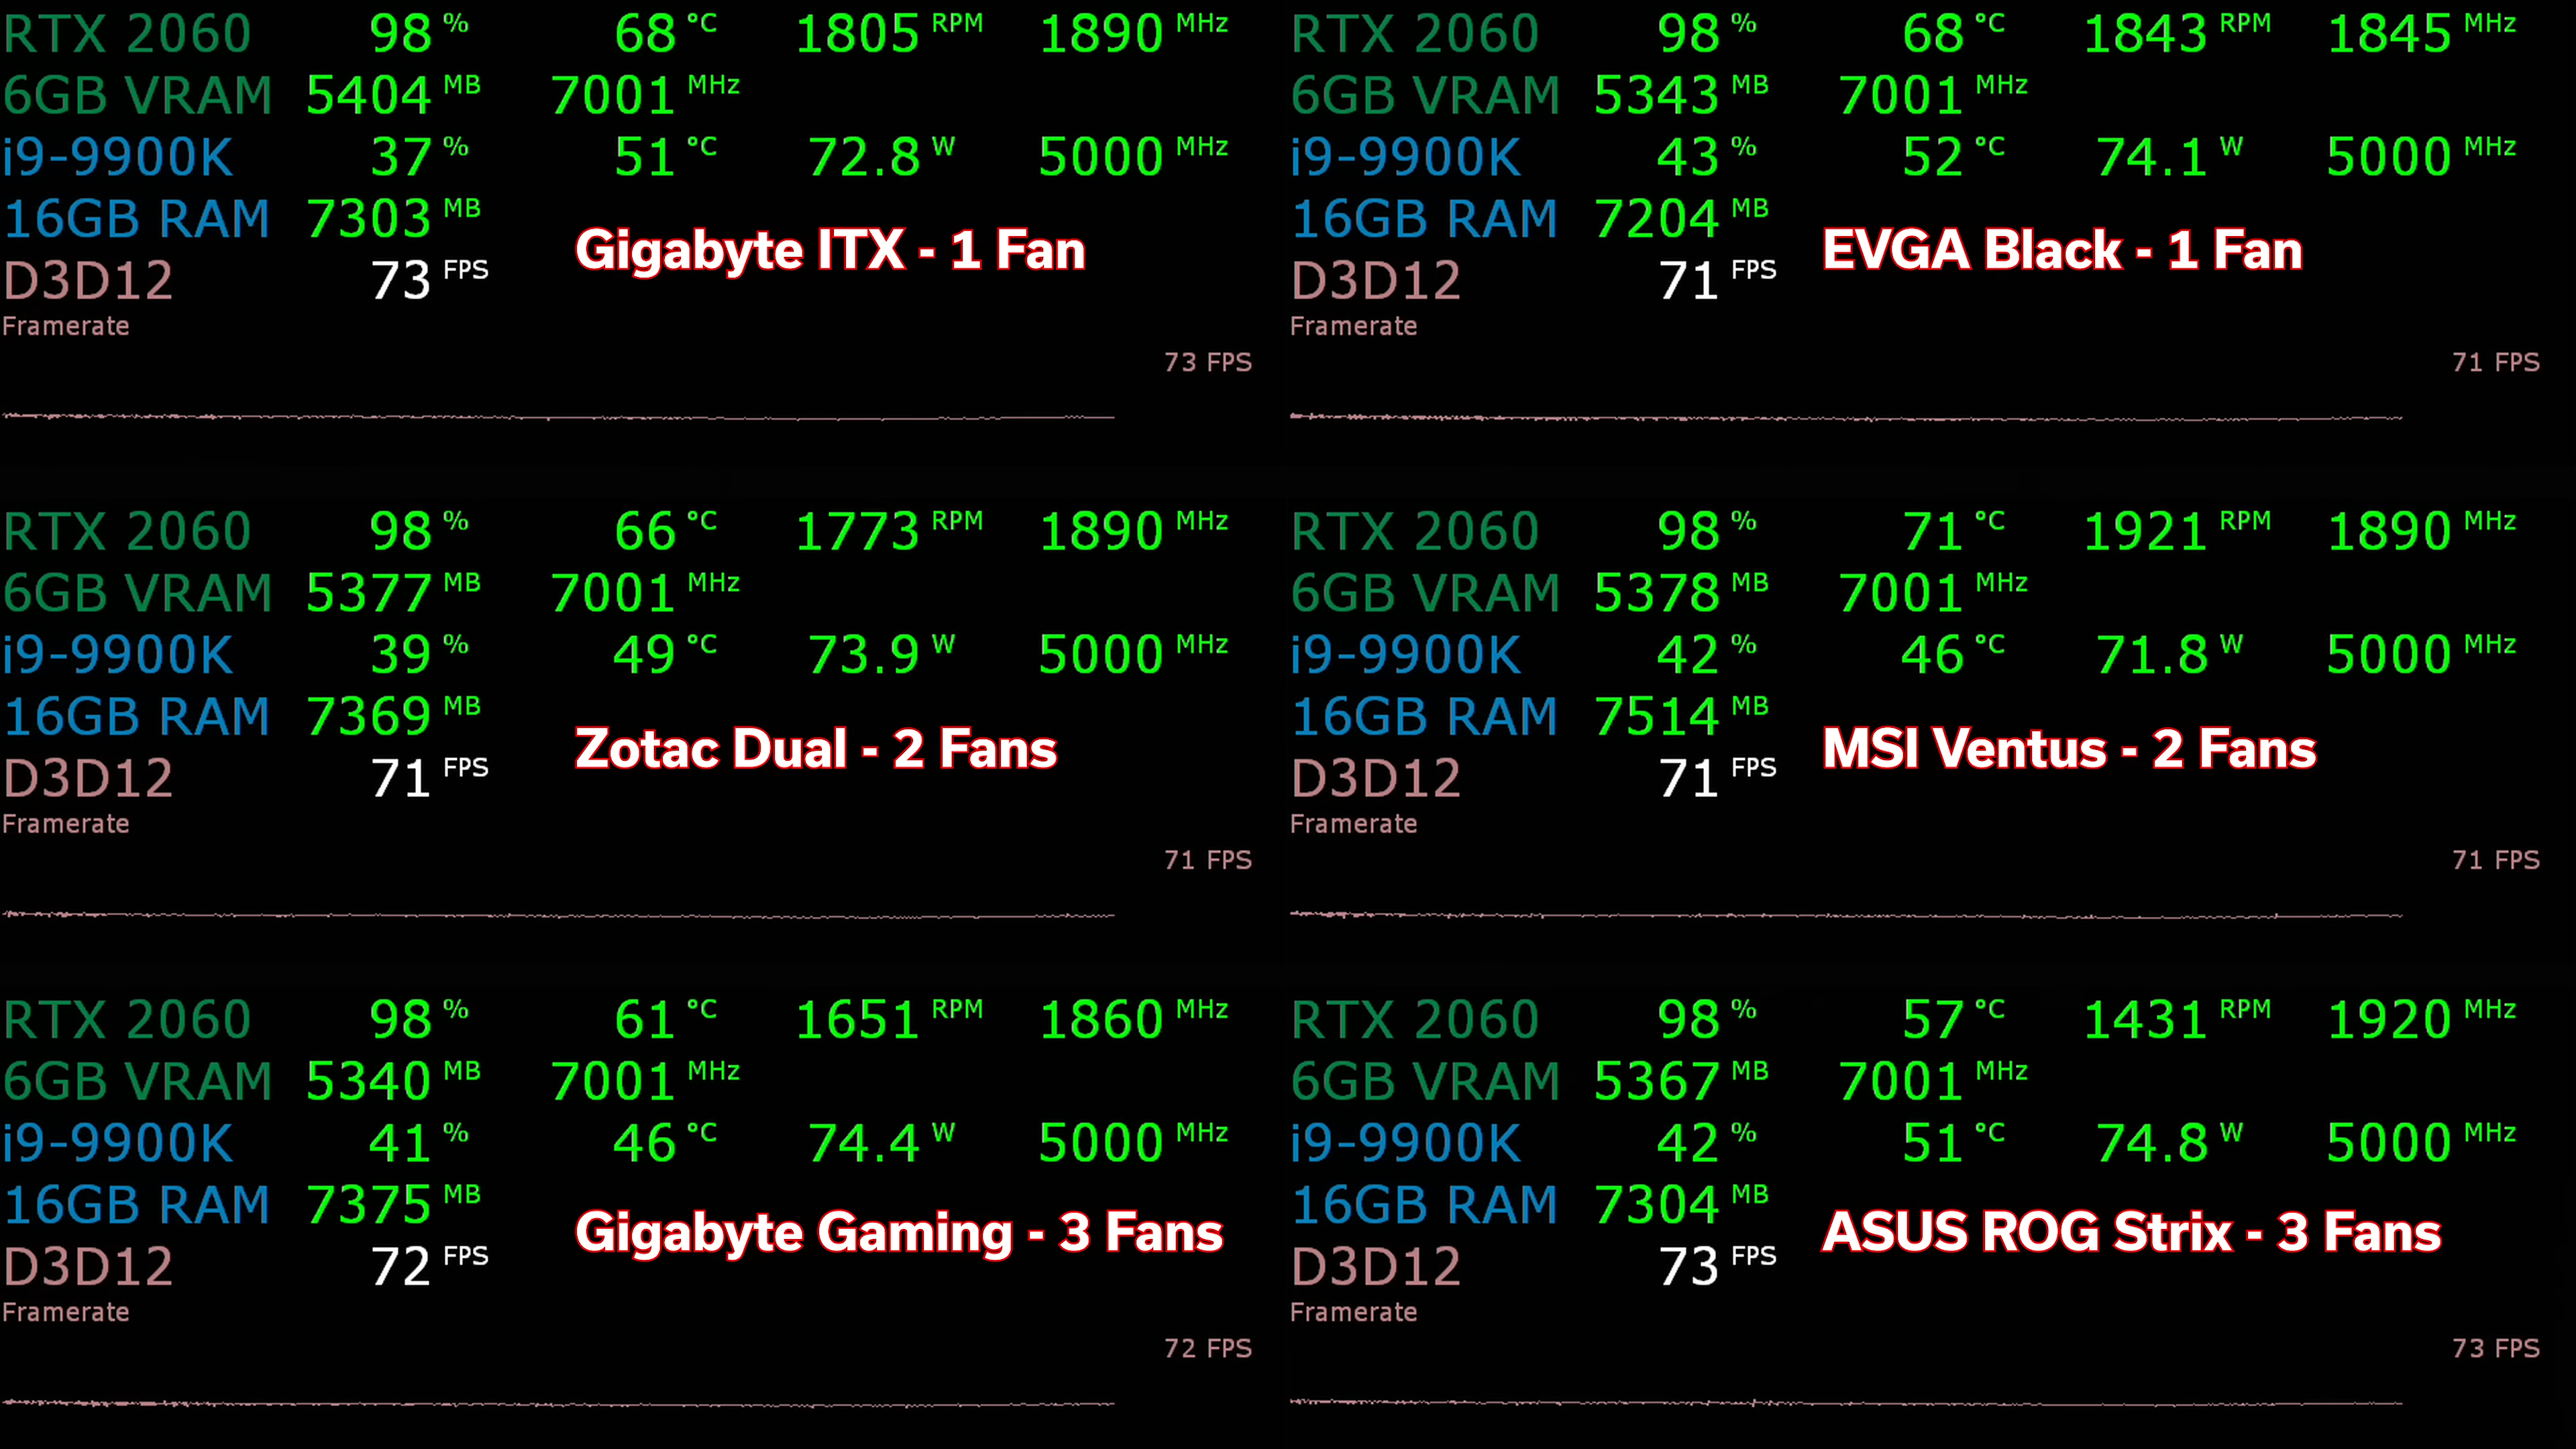 RTX 2060 98 % 68 °C 1805 RPM 1890 MHz
6GB VRAM 5404 MB 7001 MHz
i9-9900K 37 % 51 °C 72.8 W 5000 MHz
16GB RAM 7303 MB
Gigabyte ITX - 1 Fan
D3D12 73 FPS
Framerate
73 FPS
RTX 2060 98 % 68 °C 1843 RPM 1845 MHz
6GB VRAM 5343 MB 7001 MHz
i9-9900K 43 % 52 °C 74.1 W 5000 MHz
16GB RAM 7204 MB
EVGA Black - 1 Fan
D3D12 71 FPS
Framerate
71 FPS
RTX 2060 98 % 66 °C 1773 RPM 1890 MHz
6GB VRAM 5377 MB 7001 MHz
i9-9900K 39 % 49 °C 73.9 W 5000 MHz
16GB RAM 7369 MB
Zotac Dual - 2 Fans
D3D12 71 FPS
Framerate
71 FPS
RTX 2060 98 % 71 °C 1921 RPM 1890 MHz
6GB VRAM 5378 MB 7001 MHz
i9-9900K 42 % 46 °C 71.8 W 5000 MHz
16GB RAM 7514 MB
MSI Ventus - 2 Fans
D3D12 71 FPS
Framerate
71 FPS
RTX 2060 98 % 61 °C 1651 RPM 1860 MHz
6GB VRAM 5340 MB 7001 MHz
i9-9900K 41 % 46 °C 74.4 W 5000 MHz
16GB RAM 7375 MB
Gigabyte Gaming - 3 Fans
D3D12 72 FPS
Framerate
72 FPS
RTX 2060 98 % 57 °C 1431 RPM 1920 MHz
6GB VRAM 5367 MB 7001 MHz
i9-9900K 42 % 51 °C 74.8 W 5000 MHz
16GB RAM 7304 MB
ASUS ROG Strix - 3 Fans
D3D12 73 FPS
Framerate
73 FPS